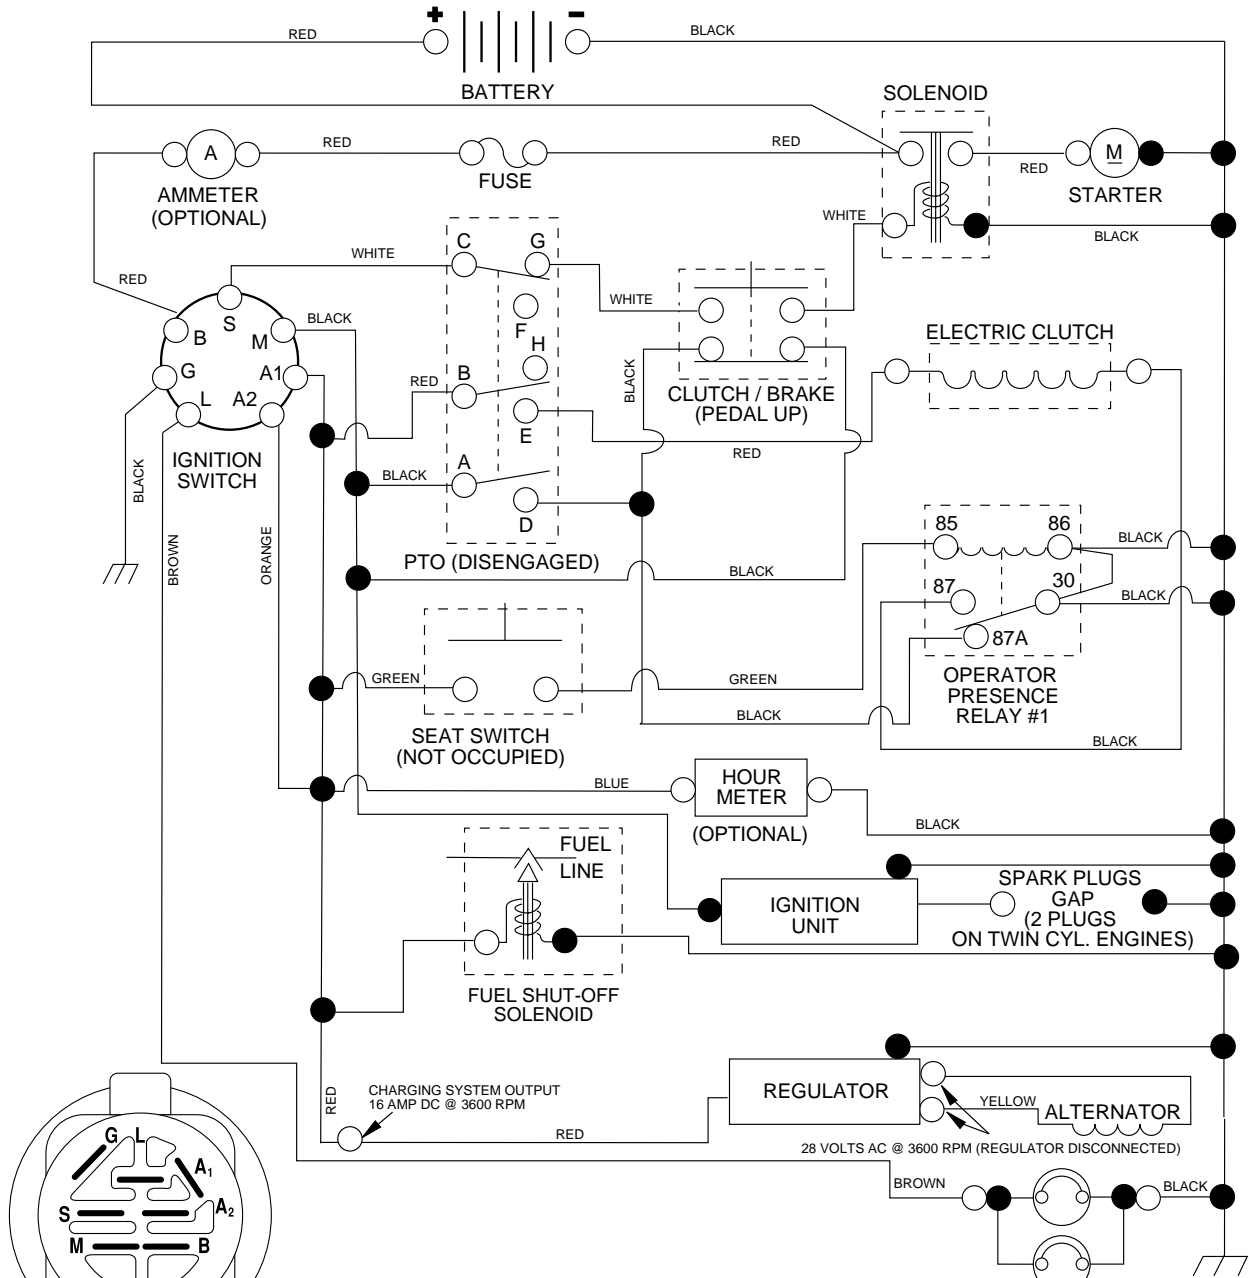 + -
RED
BLACK
BATTERY
SOLENOID
A
RED
FUSE
RED
RED
M
STARTER
AMMETER
(OPTIONAL)
WHITE
BLACK
C G
WHITE
RED
F
WHITE
S
B
M
BLACK
G
A1
L
A2
IGNITION
SWITCH
H
B
RED
E
A
BLACK
D
PTO (DISENGAGED)
BLACK
CLUTCH / BRAKE
(PEDAL UP)
ELECTRIC CLUTCH
RED
BLACK
BROWN
ORANGE
BLACK
85 86
BLACK
87 30
BLACK
87A
OPERATOR
PRESENCE
RELAY #1
GREEN
GREEN
BLACK
BLACK
SEAT SWITCH
(NOT OCCUPIED)
BLUE
HOUR
METER
(OPTIONAL)
BLACK
FUEL
LINE
FUEL SHUT-OFF
SOLENOID
IGNITION
UNIT
SPARK PLUGS
GAP
(2 PLUGS
ON TWIN CYL. ENGINES)
REGULATOR
YELLOW
ALTERNATOR
28 VOLTS AC @ 3600 RPM (REGULATOR DISCONNECTED)
RED
CHARGING SYSTEM OUTPUT
16 AMP DC @ 3600 RPM
RED
BROWN
BLACK
G L
A1
A2
S
M
B